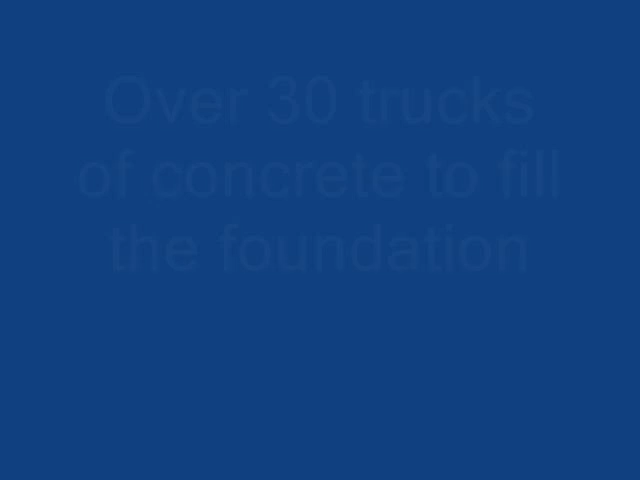 Over 30 trucks
of concrete to fill
the foundation